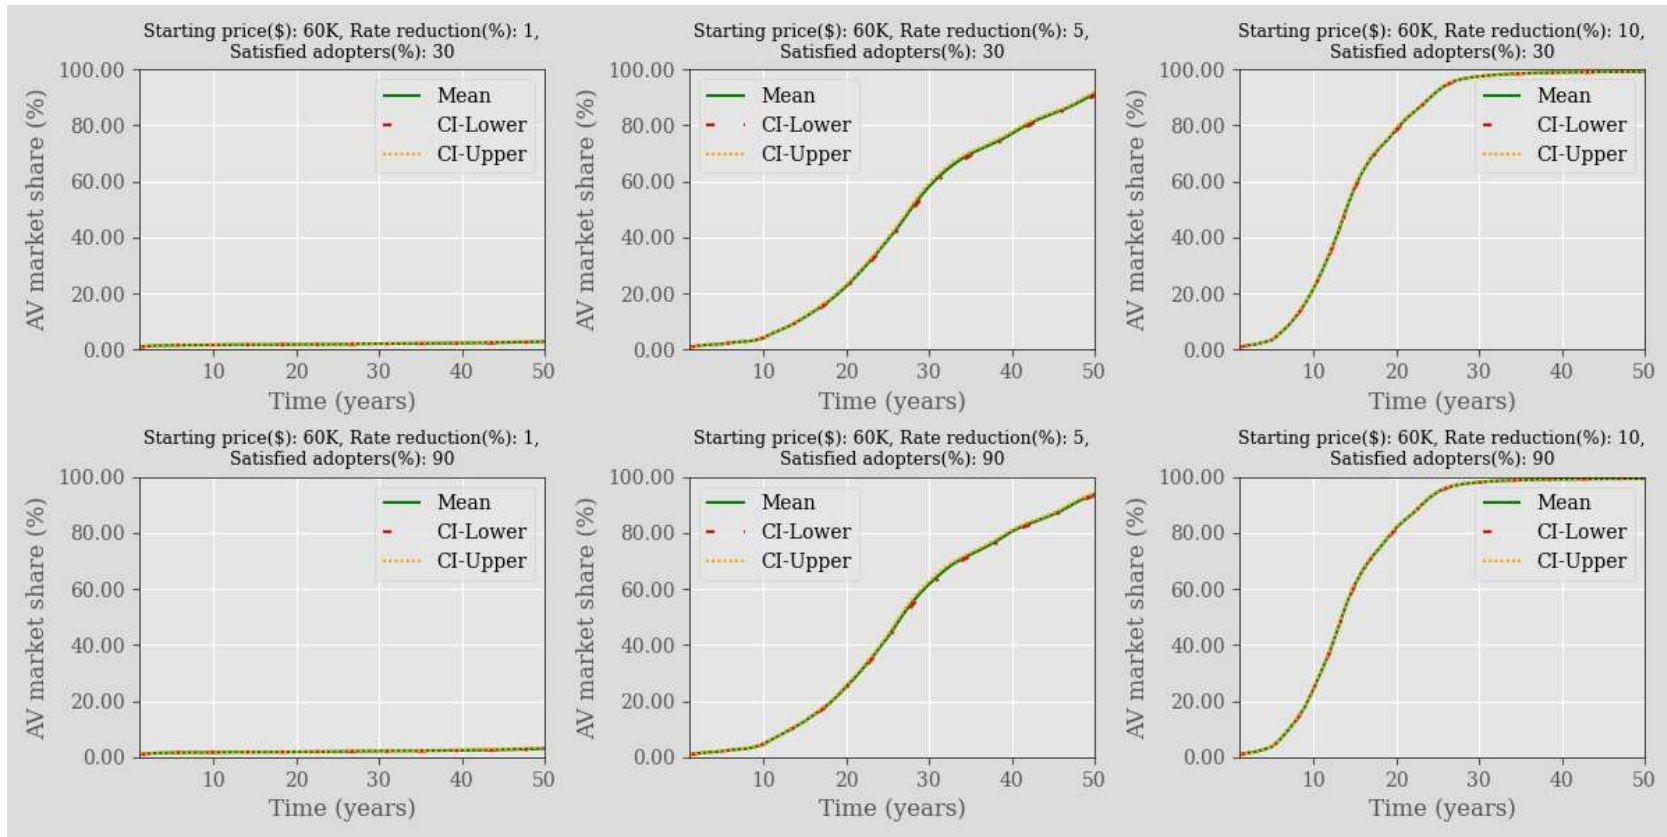 Starting price($): 60K, Rate reduction(%): 1,
Satisfied adopters(%): 30
100.00
80.00
60.00
40.00
20.00
0.00
AV market share (%)
Mean
CI-Lower
CI-Upper
10 20 30 40 50
Time (years)
Starting price($): 60K, Rate reduction(%): 5,
Satisfied adopters(%): 30
100.00
80.00
60.00
40.00
20.00
0.00
AV market share (%)
Mean
CI-Lower
CI-Upper
10 20 30 40 50
Time (years)
Starting price($): 60K, Rate reduction(%): 10,
Satisfied adopters(%): 30
100.00
80.00
60.00
40.00
20.00
0.00
AV market share (%)
Mean
CI-Lower
CI-Upper
10 20 30 40 50
Time (years)
Starting price($): 60K, Rate reduction(%): 1,
Satisfied adopters(%): 90
100.00
80.00
60.00
40.00
20.00
0.00
AV market share (%)
Mean
CI-Lower
CI-Upper
10 20 30 40 50
Time (years)
Starting price($): 60K, Rate reduction(%): 5,
Satisfied adopters(%): 90
100.00
80.00
60.00
40.00
20.00
0.00
AV market share (%)
Mean
CI-Lower
CI-Upper
10 20 30 40 50
Time (years)
Starting price($): 60K, Rate reduction(%): 10,
Satisfied adopters(%): 90
100.00
80.00
60.00
40.00
20.00
0.00
AV market share (%)
Mean
CI-Lower
CI-Upper
10 20 30 40 50
Time (years)